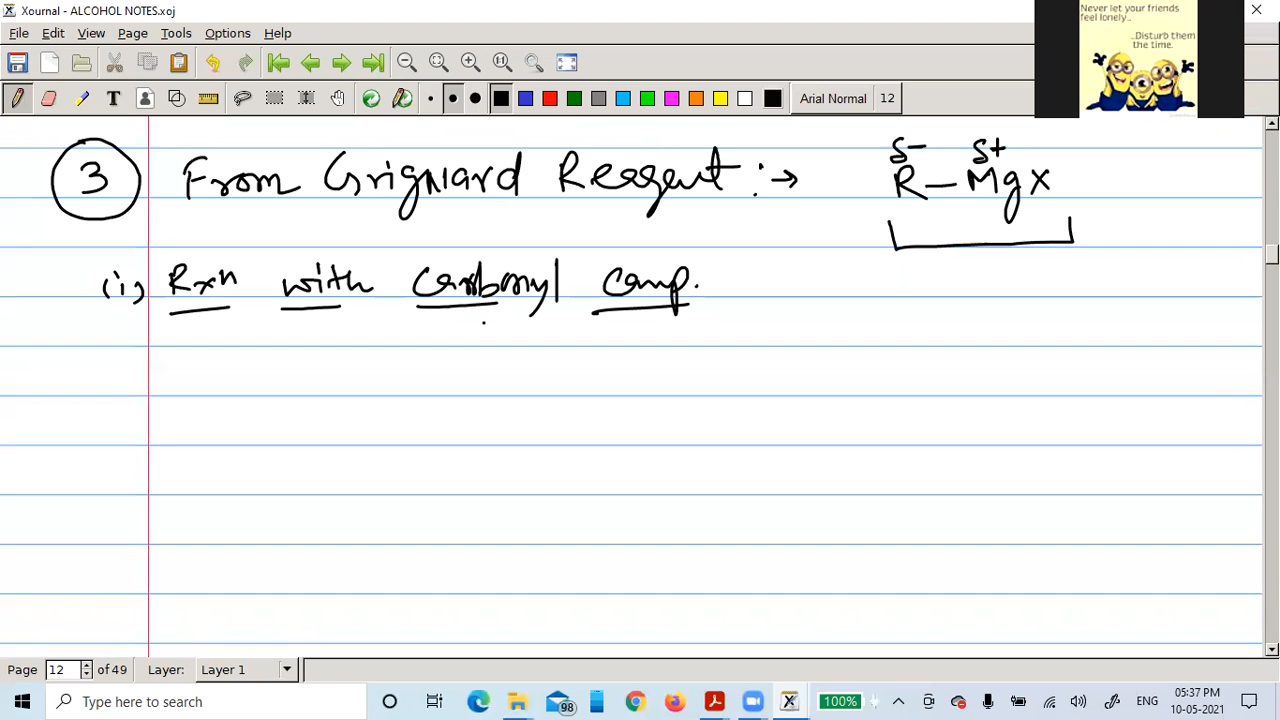 Xournal - ALCOHOL NOTES.xoj
Never let your friends
feel lonely...
...Disturb them
the time.
File Edit View Page Tools Options Help
T Arial Normal 12
3 From Grignard Reagent :→ R — MgX
δ- δ+
(i) Rxn with Carbonyl Comp.
Page 12 of 49 Layer: Layer 1
Type here to search 98 100% ENG 05:37 PM
10-05-2021